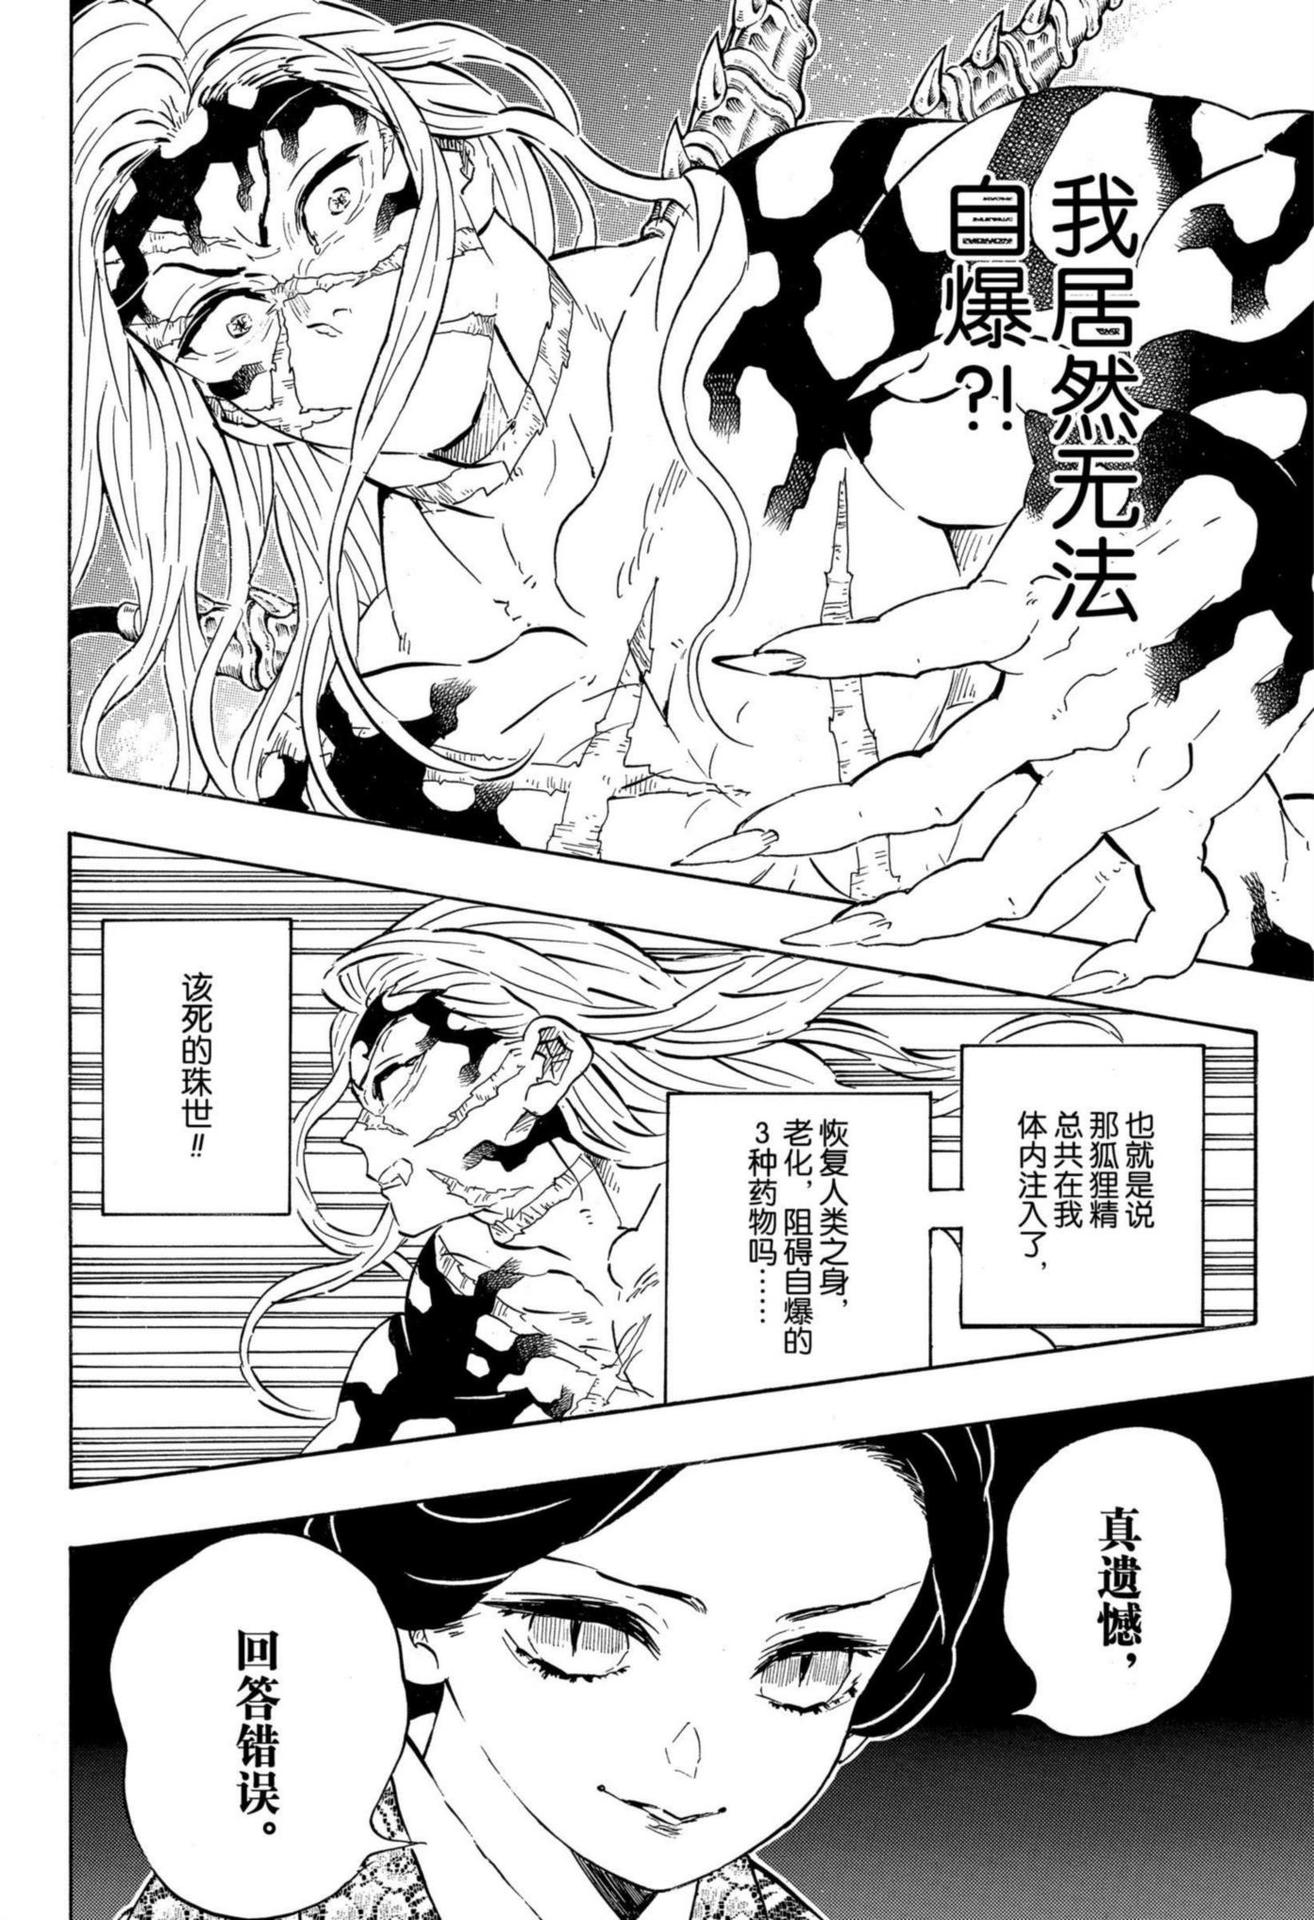 我居然无法
自爆?!
也就是说
那狐狸精
总共在我
体内注入了，
恢复人类之身，
老化，阻碍自爆的
3种药物吗……
该死的珠世!!
真遗憾，
回答错误。